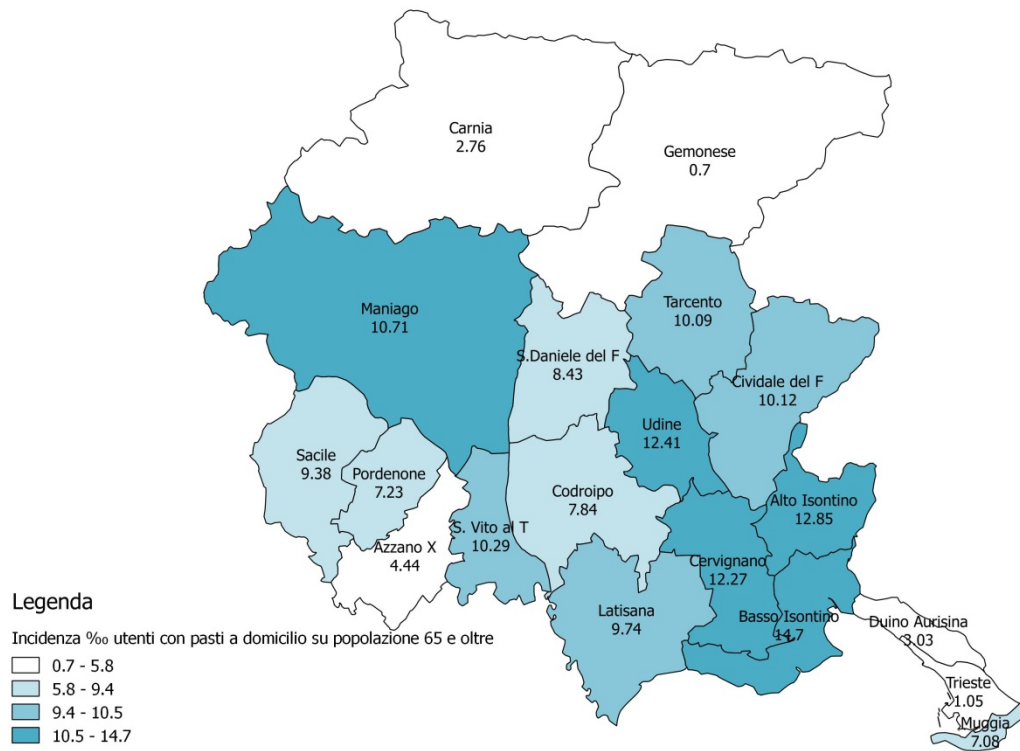 Carnia
2.76
Gemonese
0.7
Maniago
10.71
Tarcento
10.09
S.Daniele del F
8.43
Cividale del F
10.12
Udine
12.41
Sacile
9.38
Pordenone
7.23
Codroipo
7.84
Alto Isontino
12.85
S. Vito al T
10.29
Azzano X
4.44
Cervignano
12.27
Latisana
9.74
Basso Isontino
14.7
Duino Aurisina
3.03
Trieste
1.05
Muggia
7.08
Legenda
Incidenza ‰ utenti con pasti a domicilio su popolazione 65 e oltre
0.7 - 5.8
5.8 - 9.4
9.4 - 10.5
10.5 - 14.7